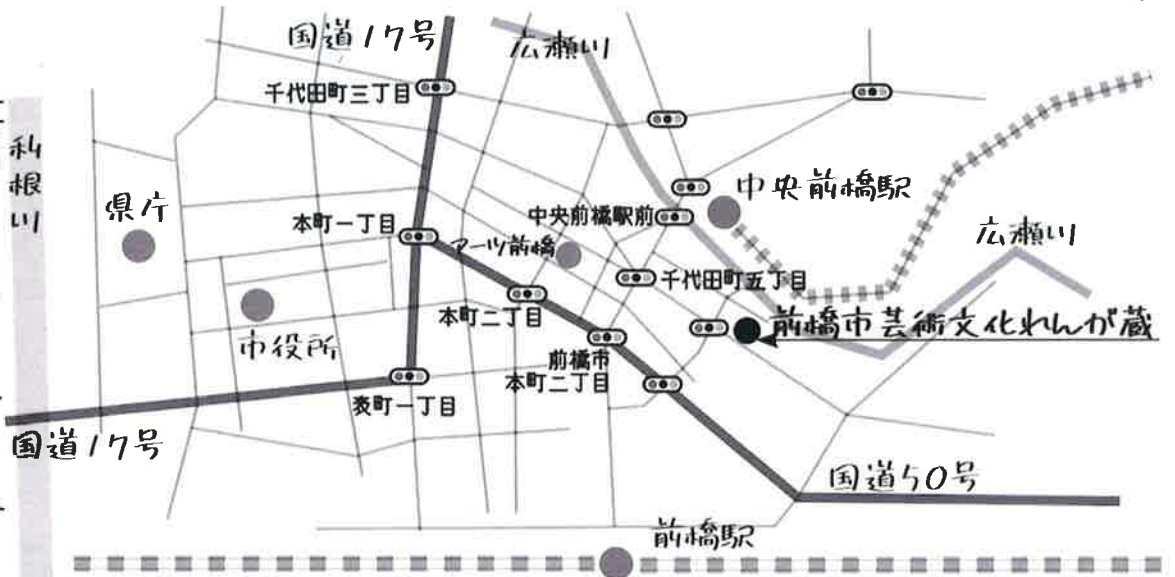 国道17号
広瀬川
千代田町三丁目
利根川
県庁
中央前橋駅
本町一丁目
アーツ前橋
中央前橋駅前
広瀬川
千代田町五丁目
市役所
本町二丁目
前橋市芸術文化れんが蔵
前橋市
本町二丁目
表町一丁目
国道17号
国道50号
前橋駅